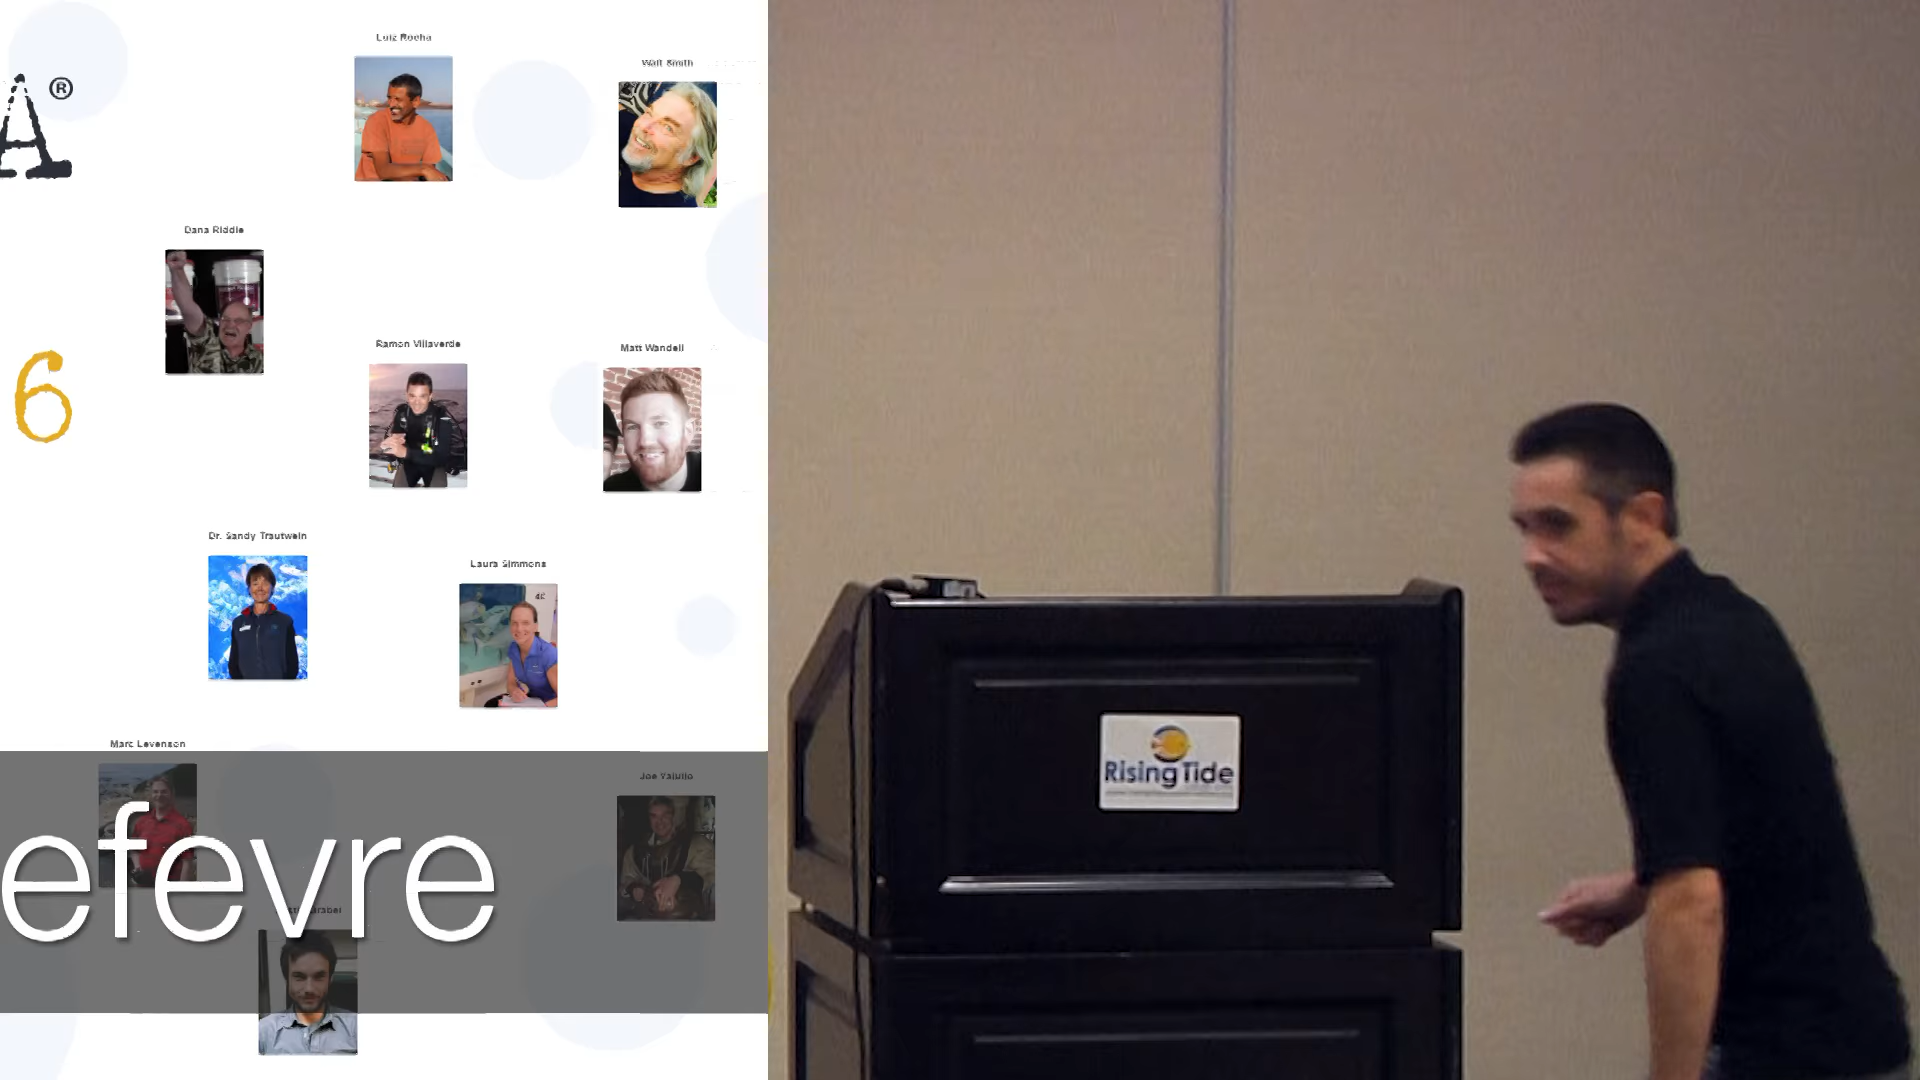 Luiz Rocha
Walt Smith
A®
Dana Riddle
Ramon Villaverde
Matt Wandell
6
Dr. Sandy Trautwein
Laura Simmons
Marc Levenson
Joe Yaiullo
efevre
Rising Tide